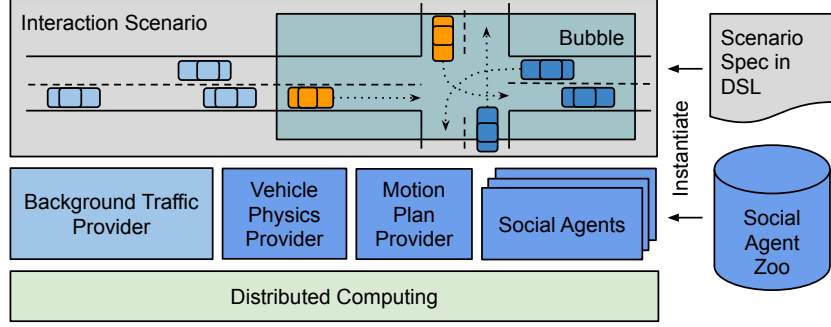 Interaction Scenario
Bubble
Scenario
Spec in
DSL
Instantiate
Background Traffic
Provider
Vehicle
Physics
Provider
Motion
Plan
Provider
Social Agents
Social
Agent
Zoo
Distributed Computing